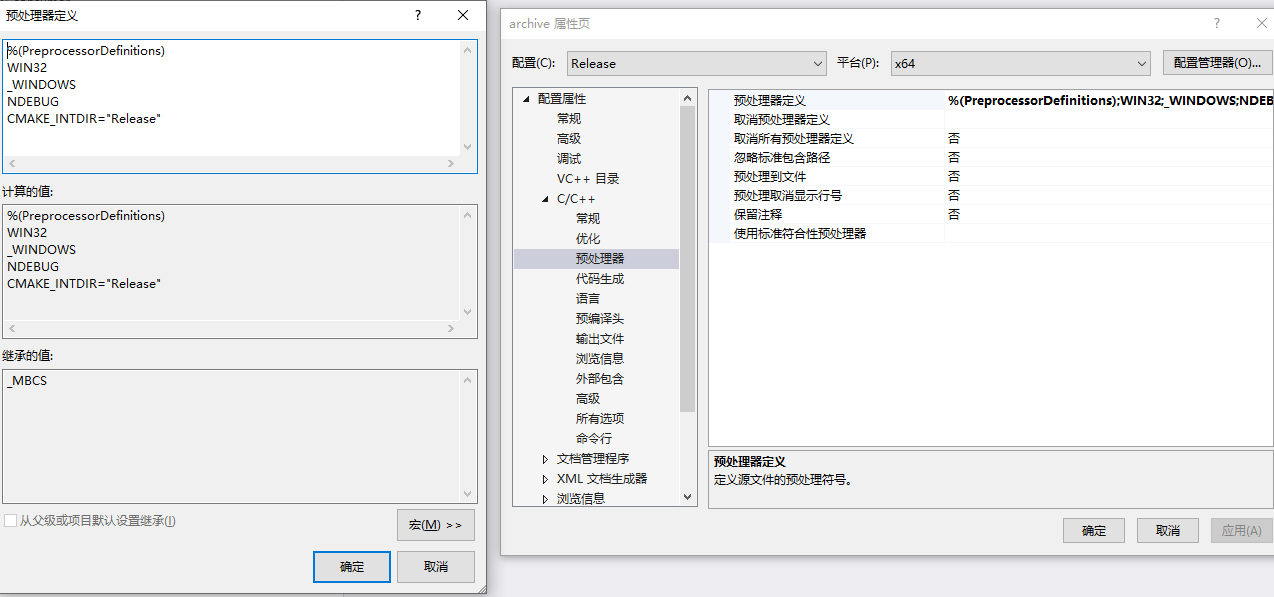 预处理器定义
%(PreprocessorDefinitions)
WIN32
_WINDOWS
NDEBUG
CMAKE_INTDIR="Release"
计算的值:
%(PreprocessorDefinitions)
WIN32
_WINDOWS
NDEBUG
CMAKE_INTDIR="Release"
继承的值:
_MBCS
从父级或项目默认设置继承(I)
宏(M) >>
确定
取消
archive 属性页
配置(C):
Release
平台(P):
x64
配置管理器(O)...
配置属性
常规
高级
调试
VC++ 目录
C/C++
常规
优化
预处理器
代码生成
语言
预编译头
输出文件
浏览信息
外部包含
高级
所有选项
命令行
文档管理程序
XML 文档生成器
浏览信息
预处理器定义 %(PreprocessorDefinitions);WIN32;_WINDOWS;NDEB
取消预处理器定义
取消所有预处理器定义 否
忽略标准包含路径 否
预处理到文件 否
预处理取消显示行号 否
保留注释 否
使用标准符合性预处理器
预处理器定义
定义源文件的预处理符号。
确定
取消
应用(A)